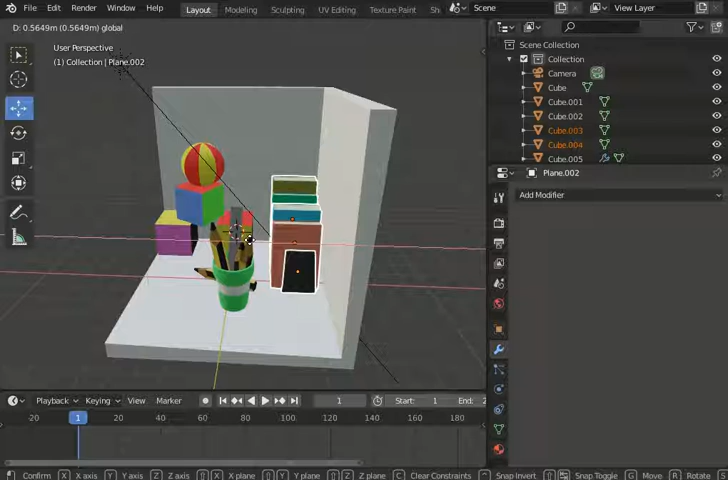 File Edit Render Window Help Layout Modeling Sculpting UV Editing Texture Paint Scene View Layer
D: 0.5649m (0.5649m) global
User Perspective
(1) Collection | Plane.002
Scene Collection
Collection
Camera
Cube
Cube.001
Cube.002
Cube.003
Cube.004
Cube.005
Plane.002
Add Modifier
Playback Keying View Marker 1 Start: 1 End: 2
20 1 20 40 60 80 100 120 140 160 18
Confirm X X axis Y Y axis Z Z axis X X plane Y Y plane Z Z plane C Clear Constraints Snap Invert Snap Toggle G Move R Rotate S